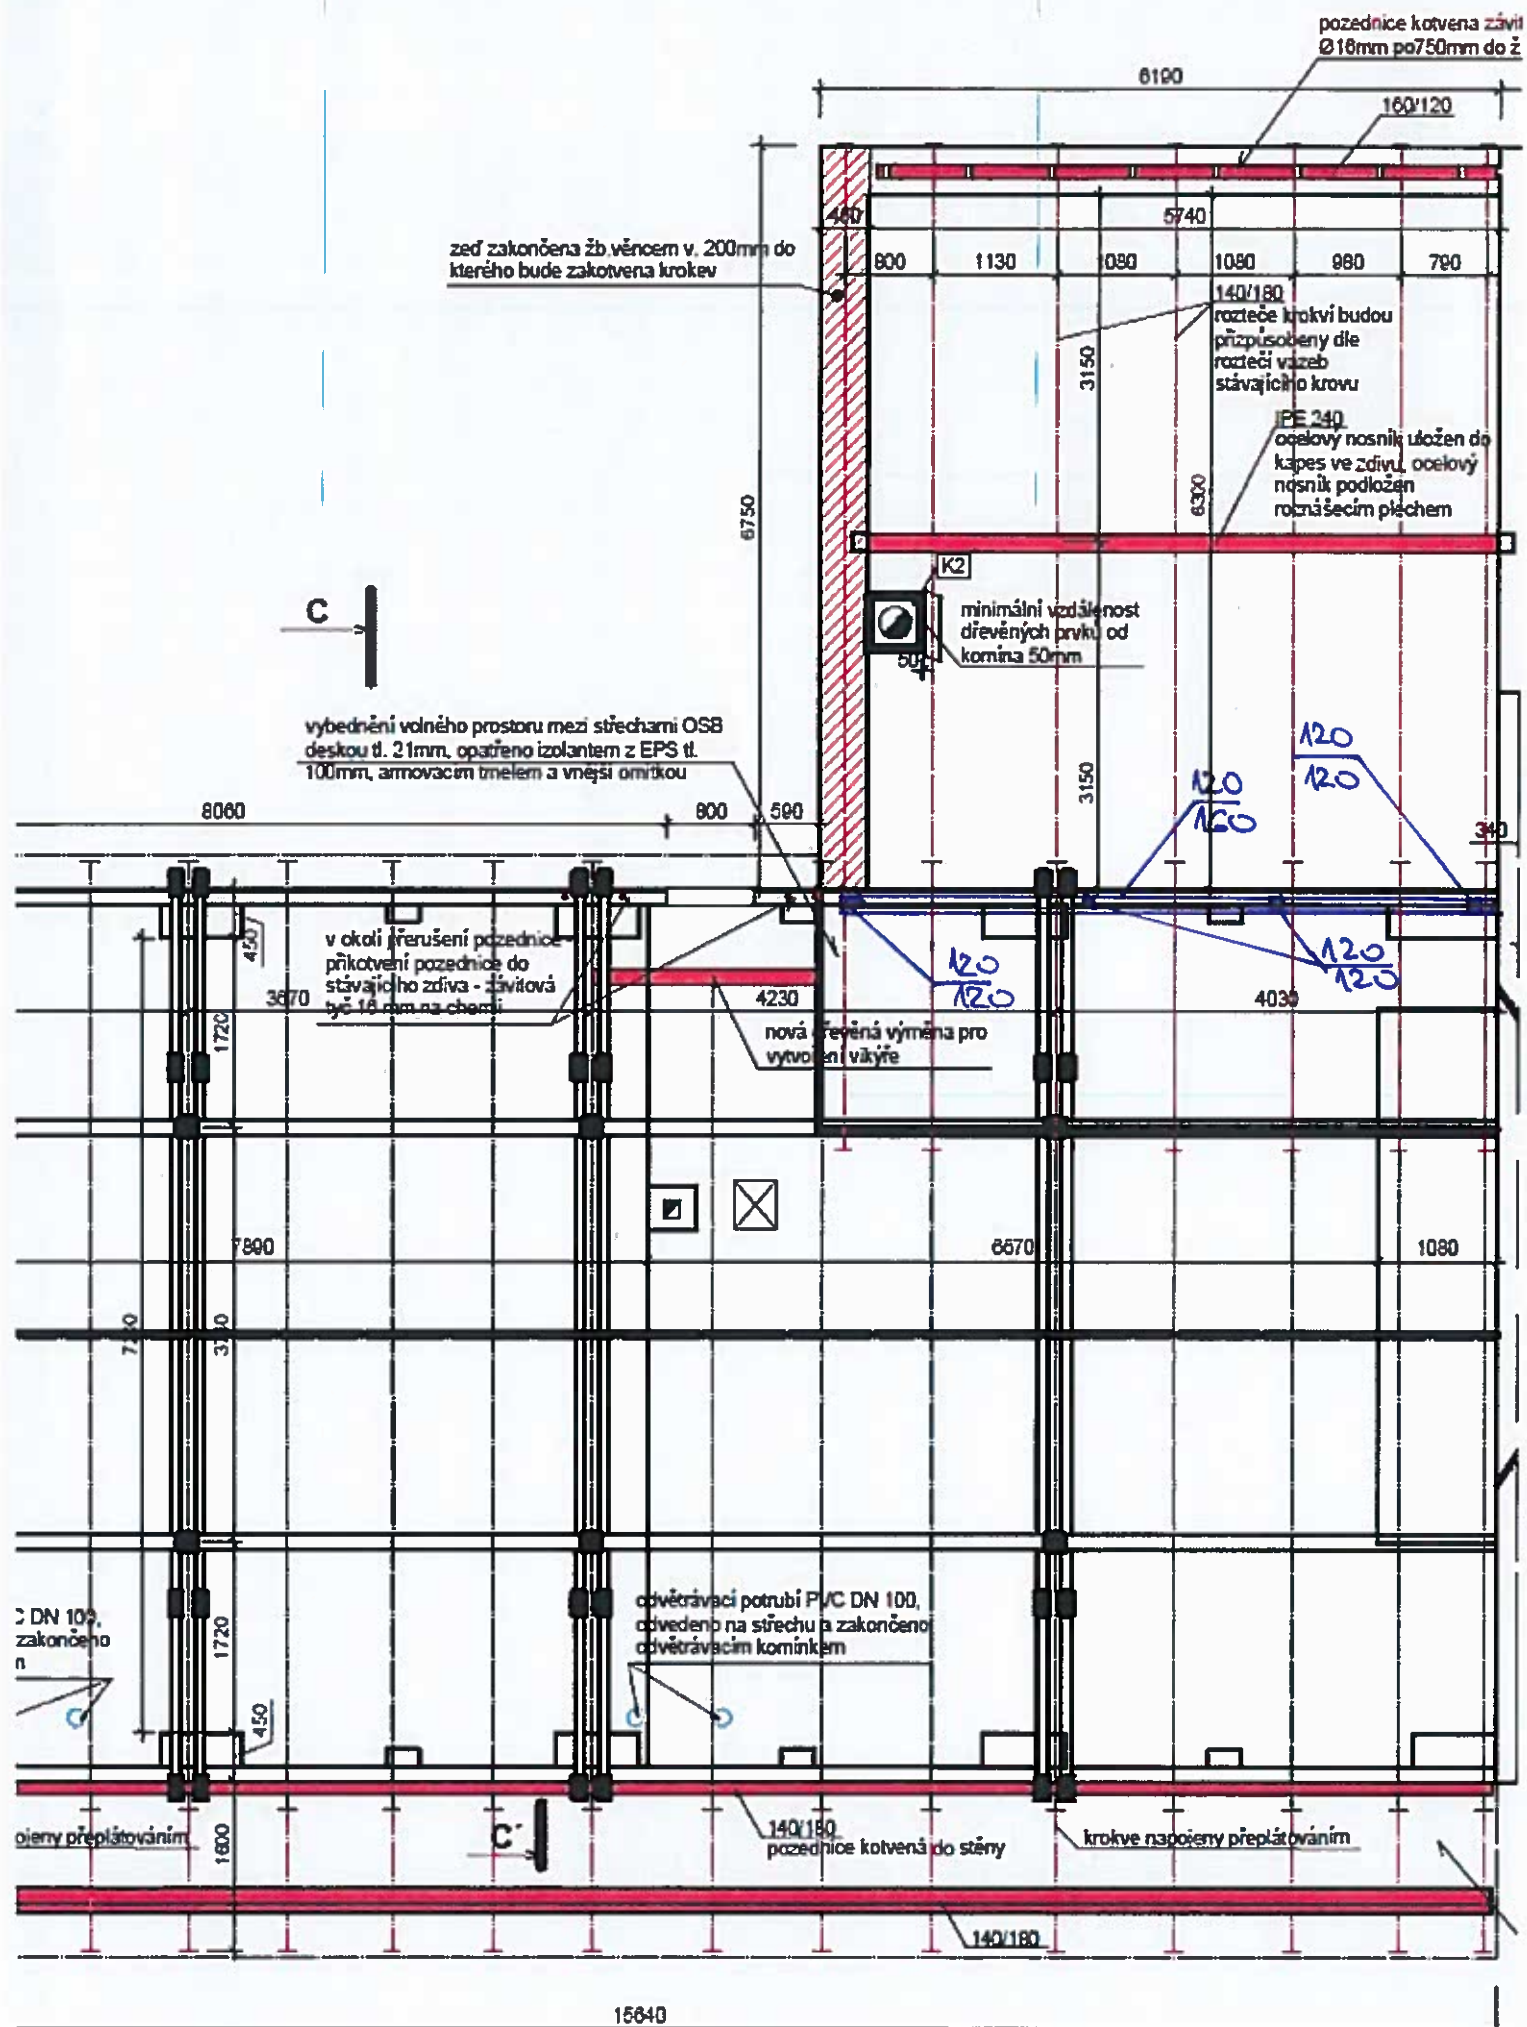 pozednice kotvena závit
Ø16mm po750mm do ž
6190
160/120
460
5740
800
1130
1080
1080
980
790
zeď zakončena žb.věncem v. 200mm do
kterého bude zakotvena krokev
140/180
rozteče krokví budou
přizpůsobeny dle
roztečí vazeb
stávajícího krovu
3150
IPE 240
ocelový nosník uložen do
kapes ve zdivu, ocelový
nosník podložen
roznášecím plechem
6300
6750
K2
C
minimální vzdálenost
dřevěných prvků od
komína 50mm
50
vybednění volného prostoru mezi střechami OSB
deskou tl. 21mm, opatřeno izolantem z EPS tl.
100mm, armovacím tmelem a vnější omítkou
120
120
120
160
3150
8060
800
590
340
v okolí přerušení pozednice
přikotvení pozednice do
stávajícího zdiva - závitová
tyč 16 mm na chemii
450
120
120
120
120
3870
4230
4030
1720
nová dřevěná výměna pro
vytvoření vikýře
7890
6670
1080
3730
C DN 100,
zakončeno
n
odvětrávací potrubí PVC DN 100,
odvedeno na střechu a zakončeno
odvětrávacím komínkem
1720
450
ojeny přeplátováním
1600
C'
140/180
pozednice kotvená do stěny
krokve napojeny přeplátováním
140/180
15640